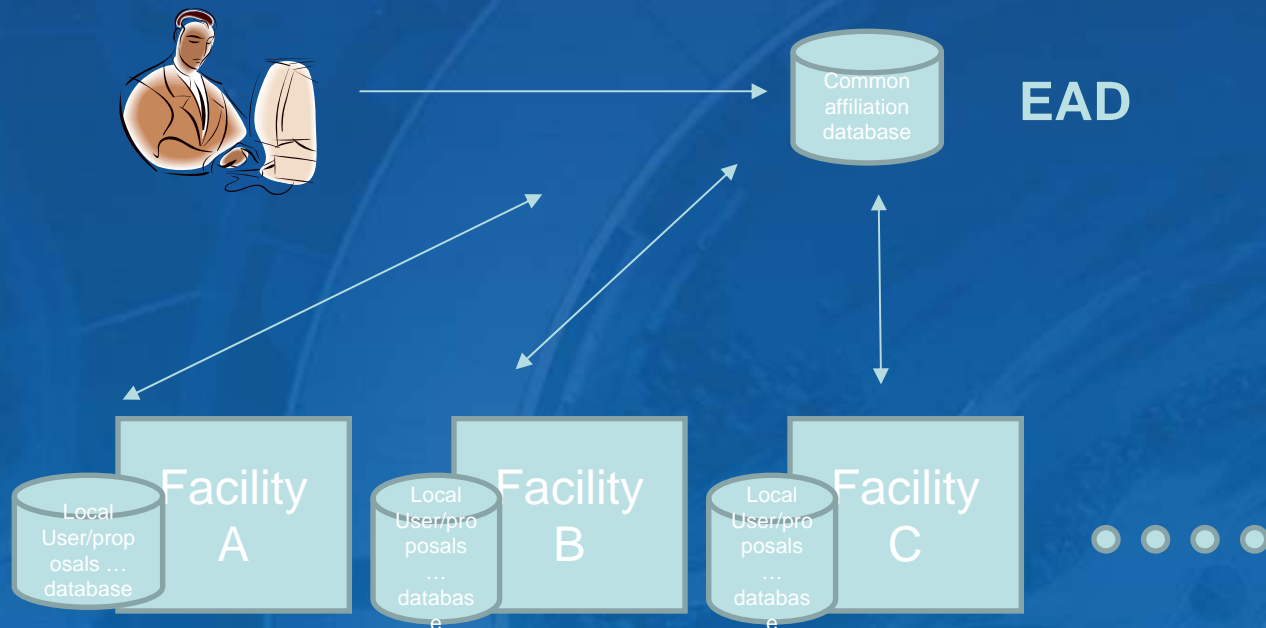 Common
affiliation
database
EAD
Facility
A
Local
User/prop
osals …
database
Facility
B
Local
User/pro
posals
…
databas
e
Facility
C
Local
User/pro
posals
…
databas
e